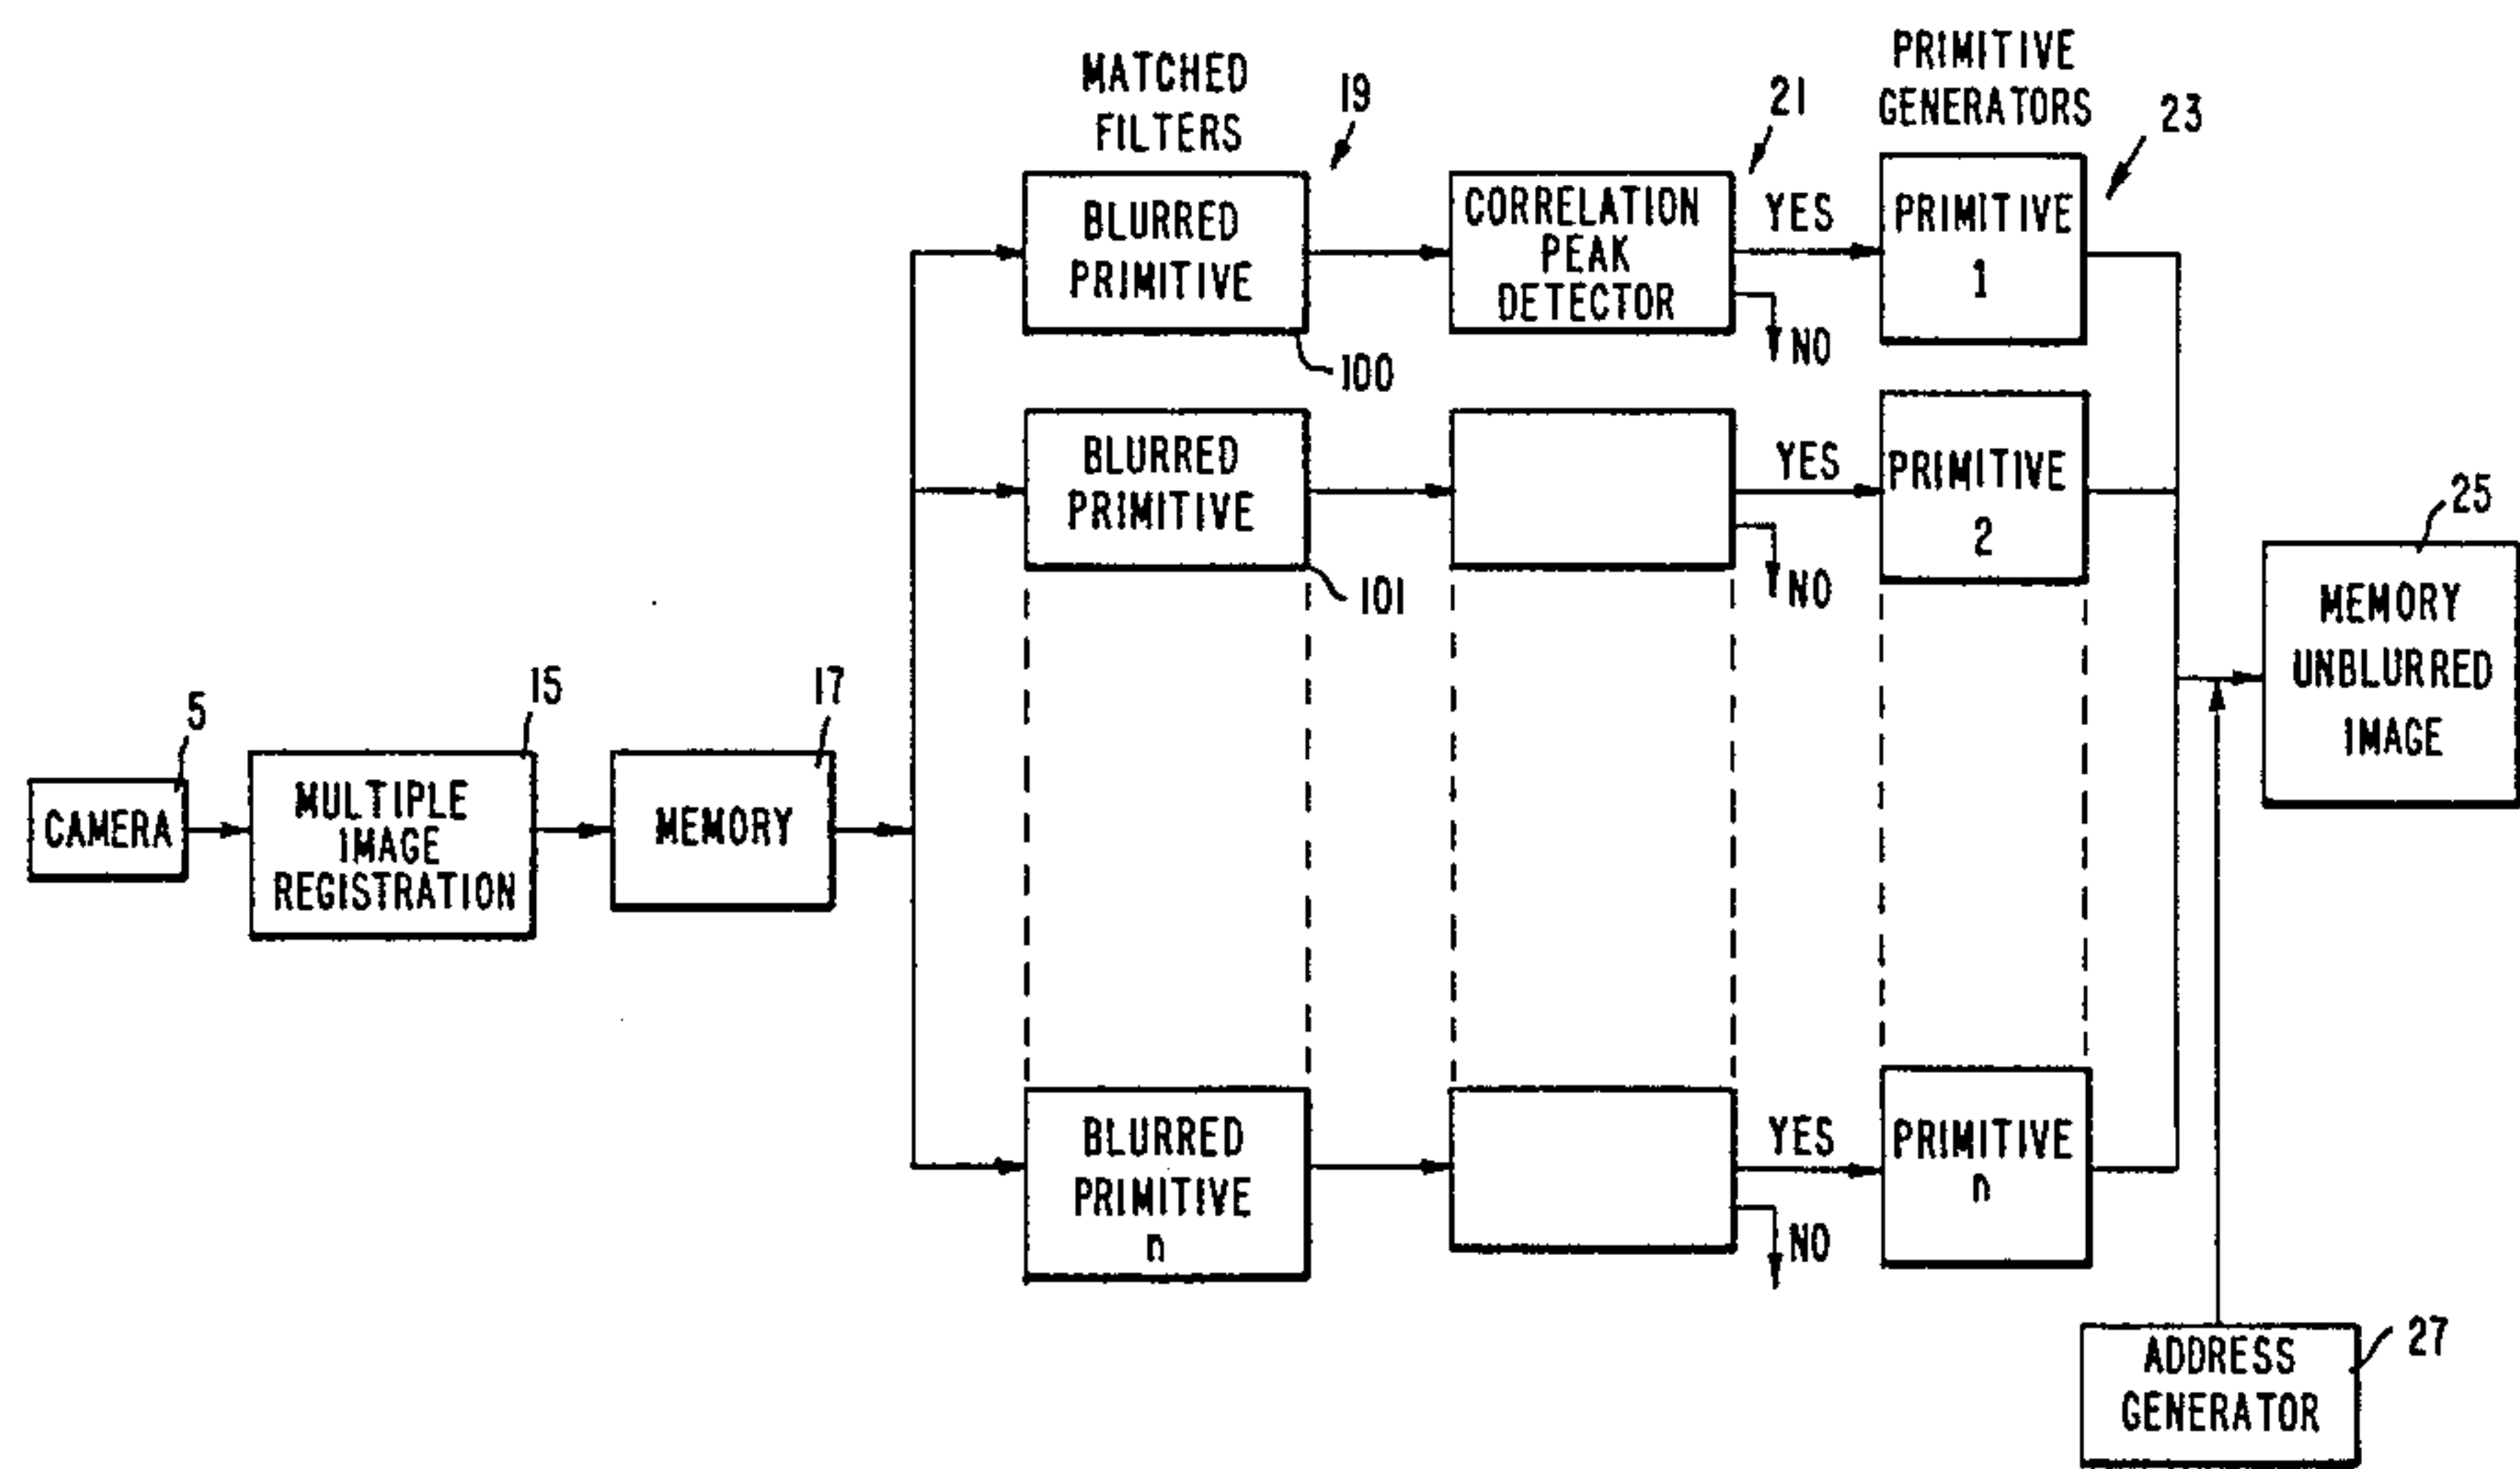 MATCHED
FILTERS
19
21
PRIMITIVE
GENERATORS
23
BLURRED
PRIMITIVE
100
CORRELATION
PEAK
DETECTOR
YES
NO
PRIMITIVE
1
BLURRED
PRIMITIVE
101
YES
NO
PRIMITIVE
2
25
MEMORY
UNBLURRED
IMAGE
5
CAMERA
15
MULTIPLE
IMAGE
REGISTRATION
17
MEMORY
BLURRED
PRIMITIVE
n
YES
NO
PRIMITIVE
n
27
ADDRESS
GENERATOR